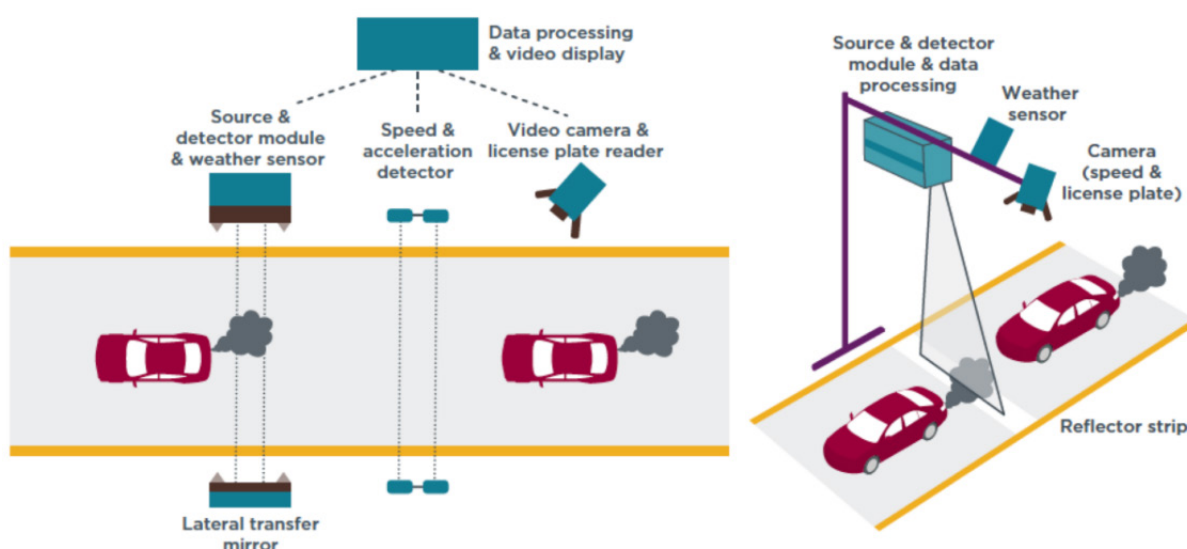 Data processing
& video display
Source &
detector module
& weather sensor
Speed &
acceleration
detector
Video camera &
license plate reader
Lateral transfer
mirror
Source & detector
module & data
processing
Weather
sensor
Camera
(speed &
license plate)
Reflector strip